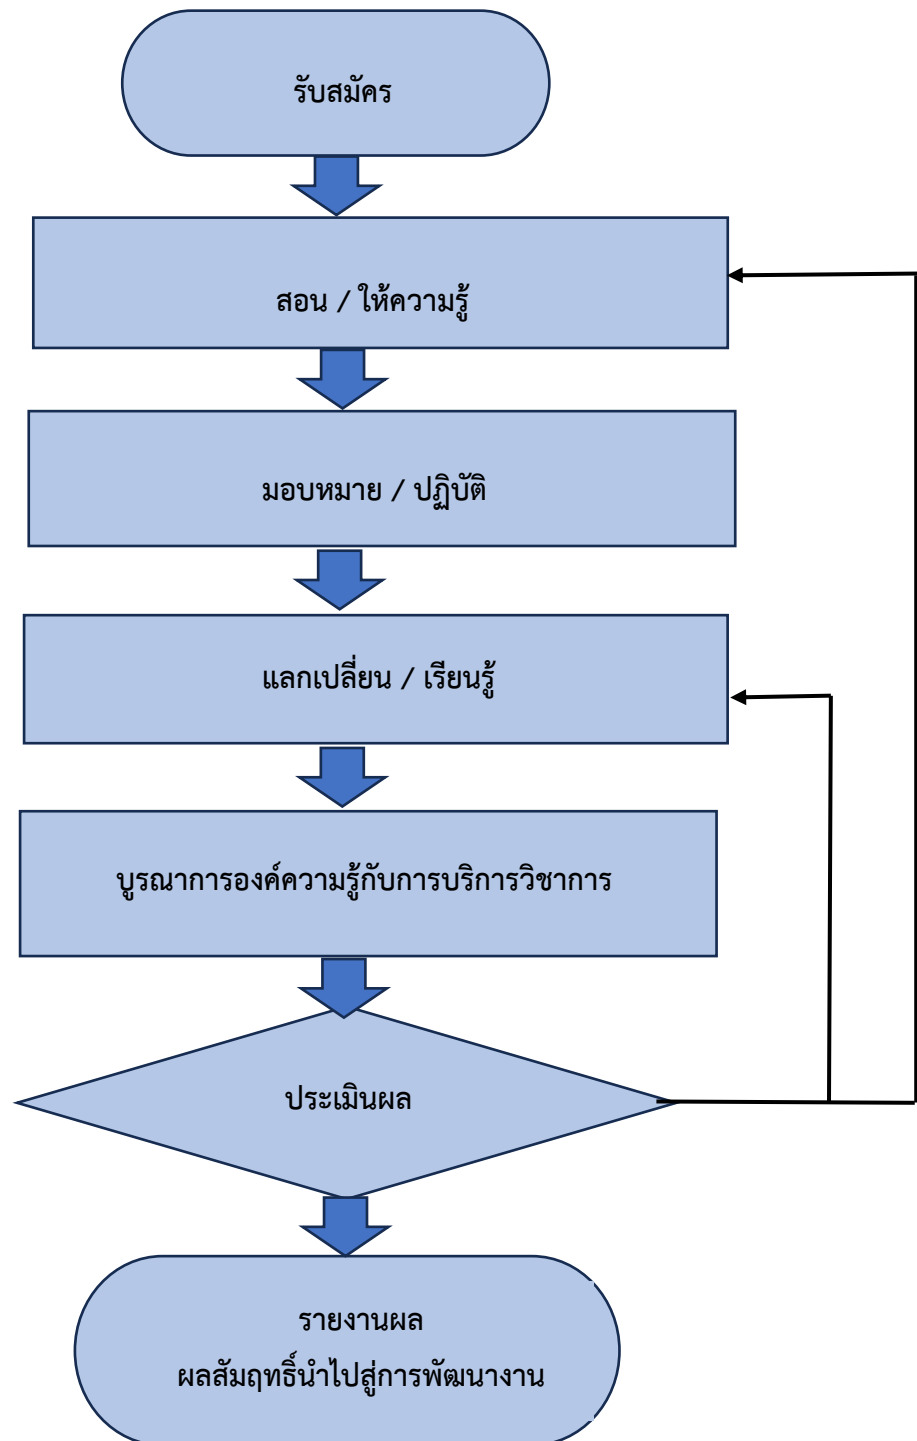 รับสมัคร
สอน / ให้ความรู้
มอบหมาย / ปฏิบัติ
แลกเปลี่ยน / เรียนรู้
บูรณาการองค์ความรู้กับการบริการวิชาการ
ประเมินผล
รายงานผล
ผลสัมฤทธิ์นำไปสู่การพัฒนางาน